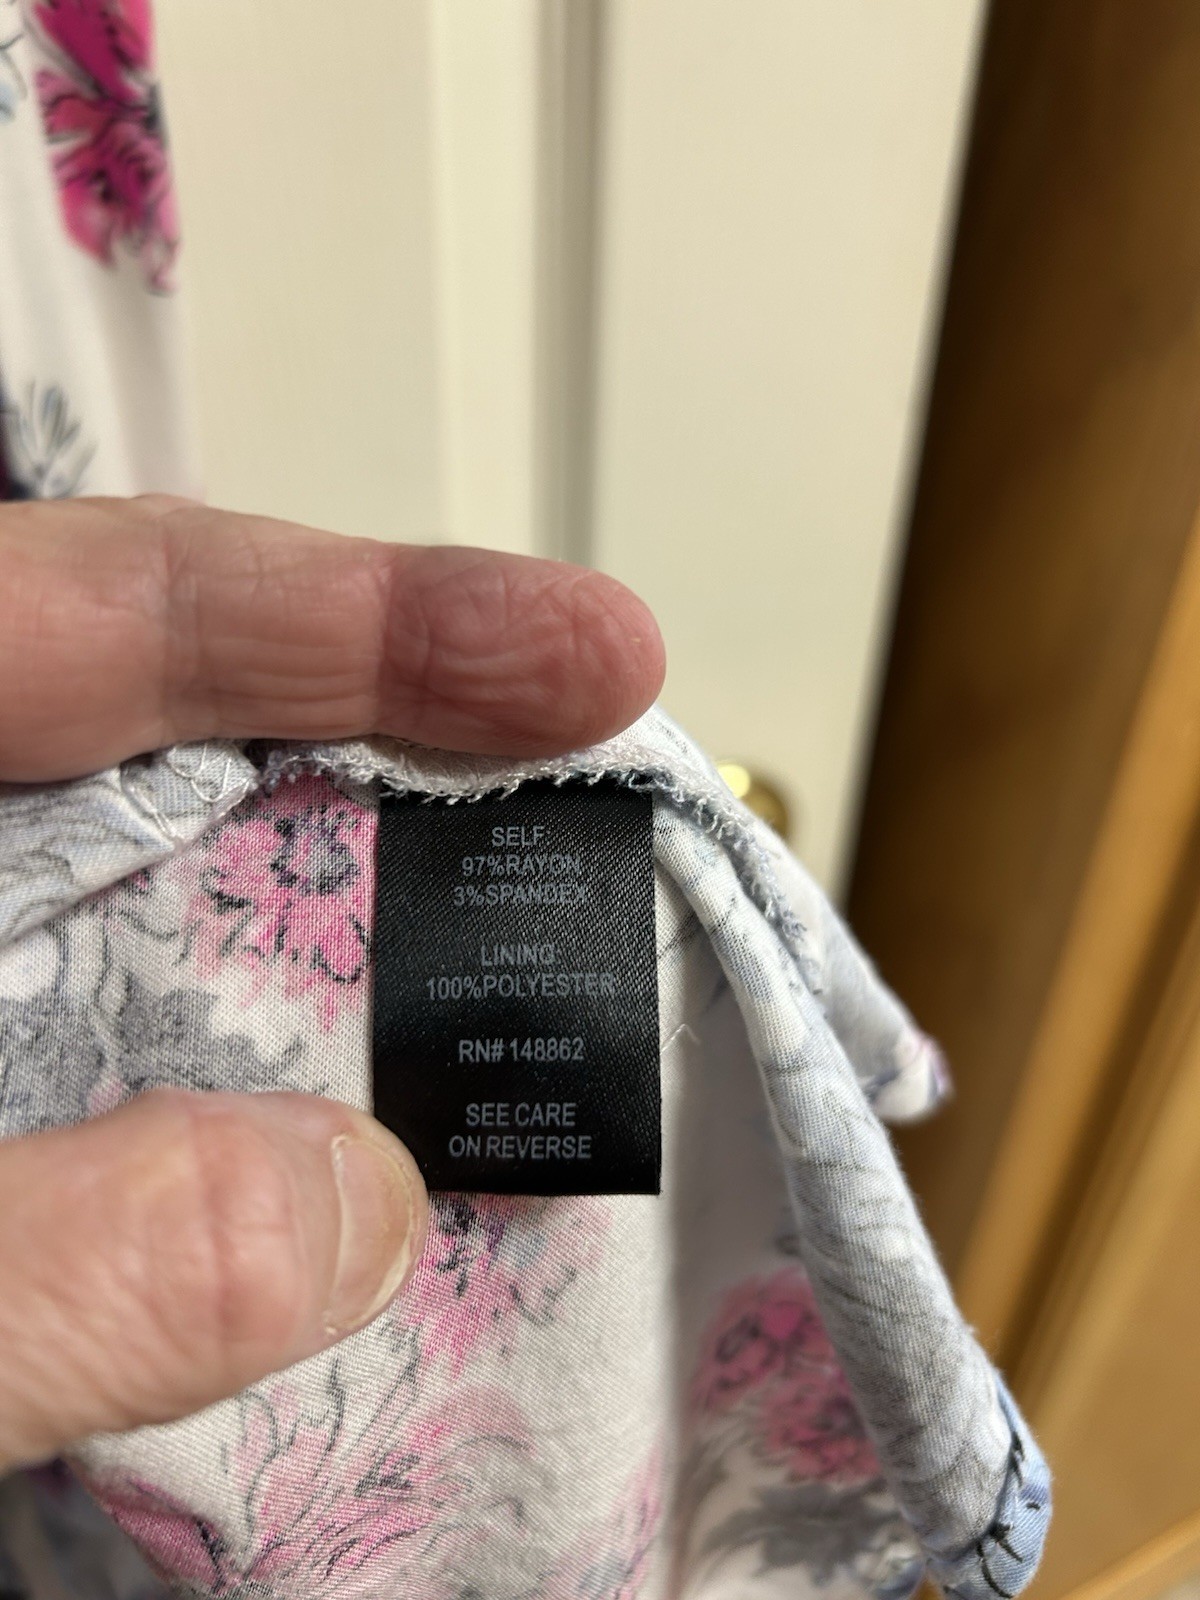 SELF:
97%RAYON
3%SPANDEX
LINING:
100%POLYESTER
RN# 148862
SEE CARE
ON REVERSE